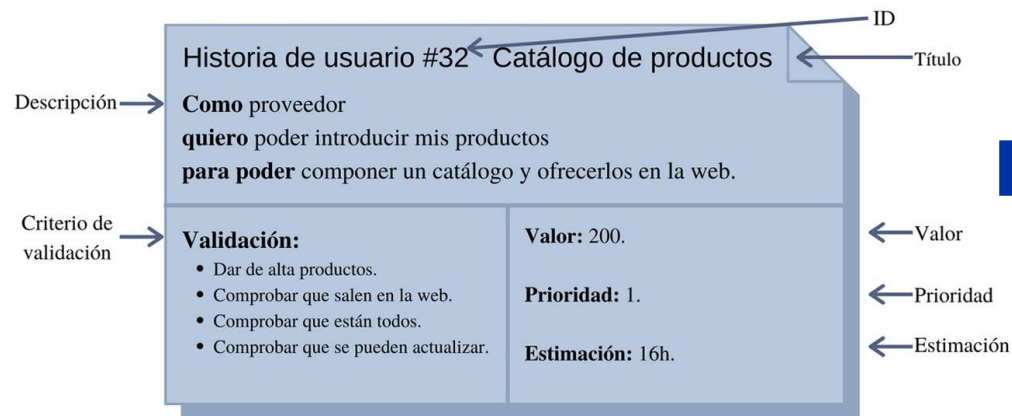 ID
Historia de usuario #32 Catálogo de productos
Título
Descripción
Como proveedor
quiero poder introducir mis productos
para poder componer un catálogo y ofrecerlos en la web.
Criterio de
validación
Validación:
• Dar de alta productos.
• Comprobar que salen en la web.
• Comprobar que están todos.
• Comprobar que se pueden actualizar.
Valor: 200.
Prioridad: 1.
Estimación: 16h.
Valor
Prioridad
Estimación